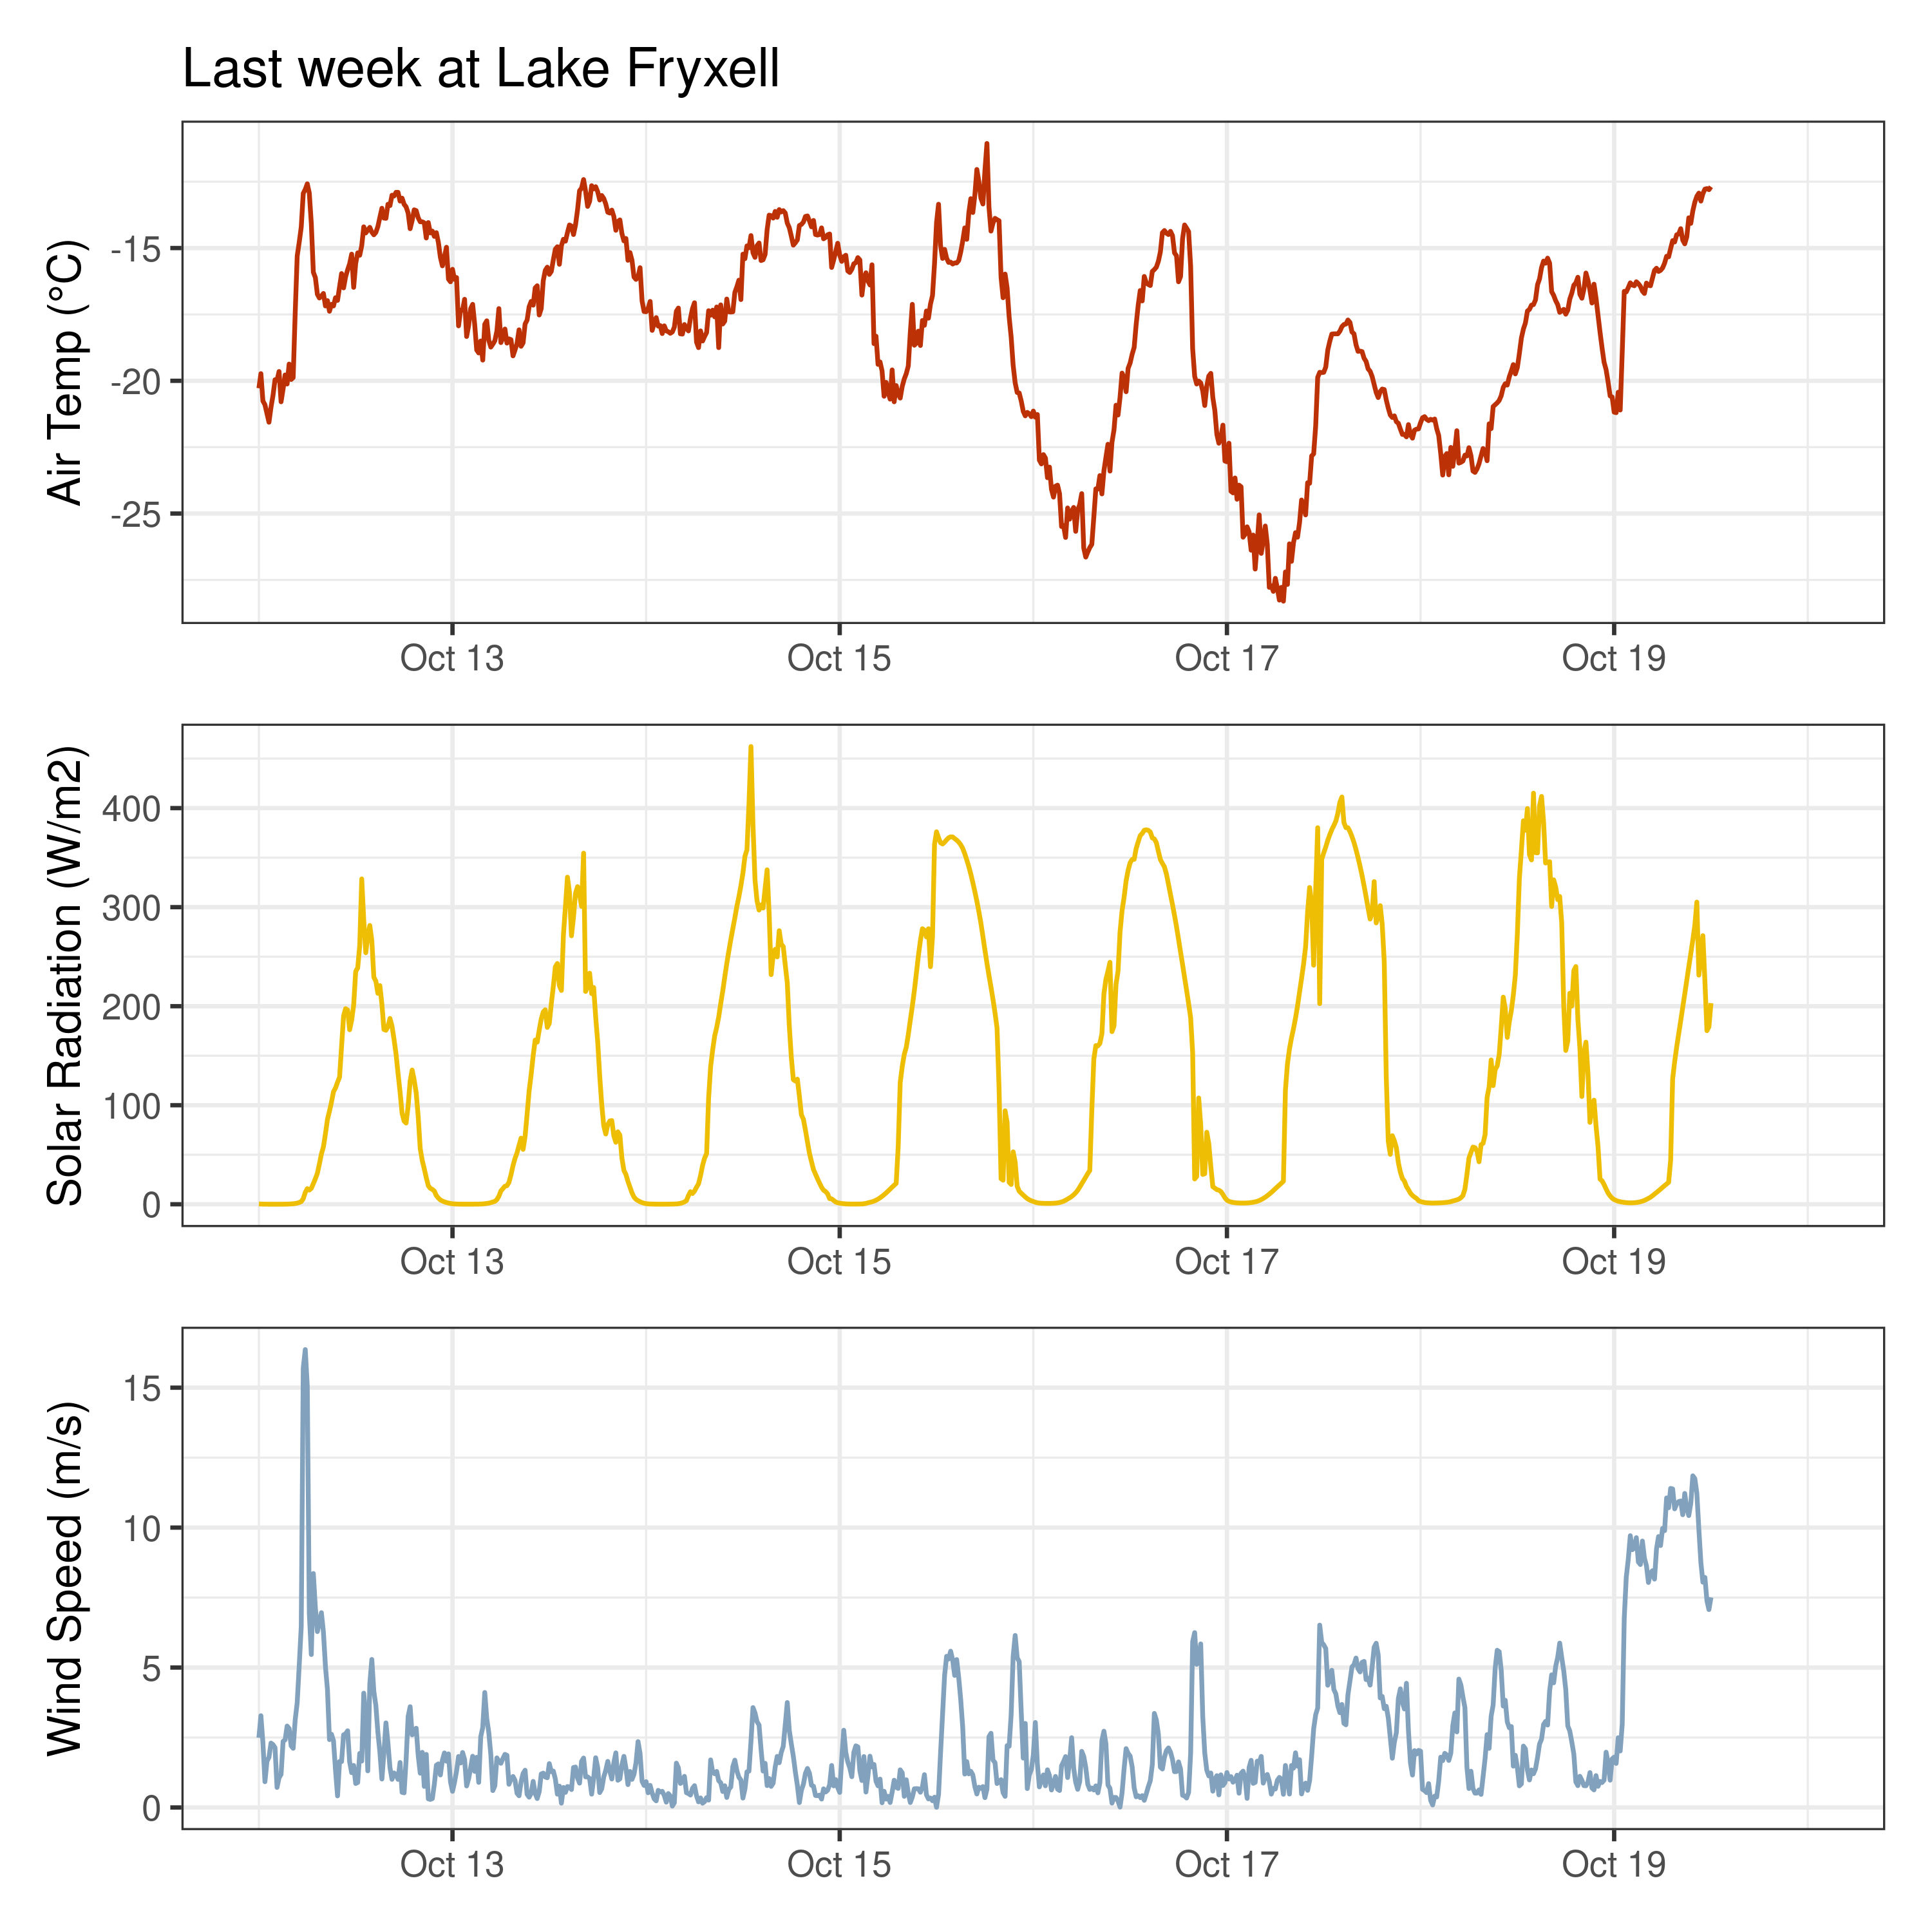 Last week at Lake Fryxell
Air Temp (°C)
-15
-20
-25
Oct 13 Oct 15 Oct 17 Oct 19
Solar Radiation (W/m2)
400
300
200
100
0
Oct 13 Oct 15 Oct 17 Oct 19
Wind Speed (m/s)
15
10
5
0
Oct 13 Oct 15 Oct 17 Oct 19